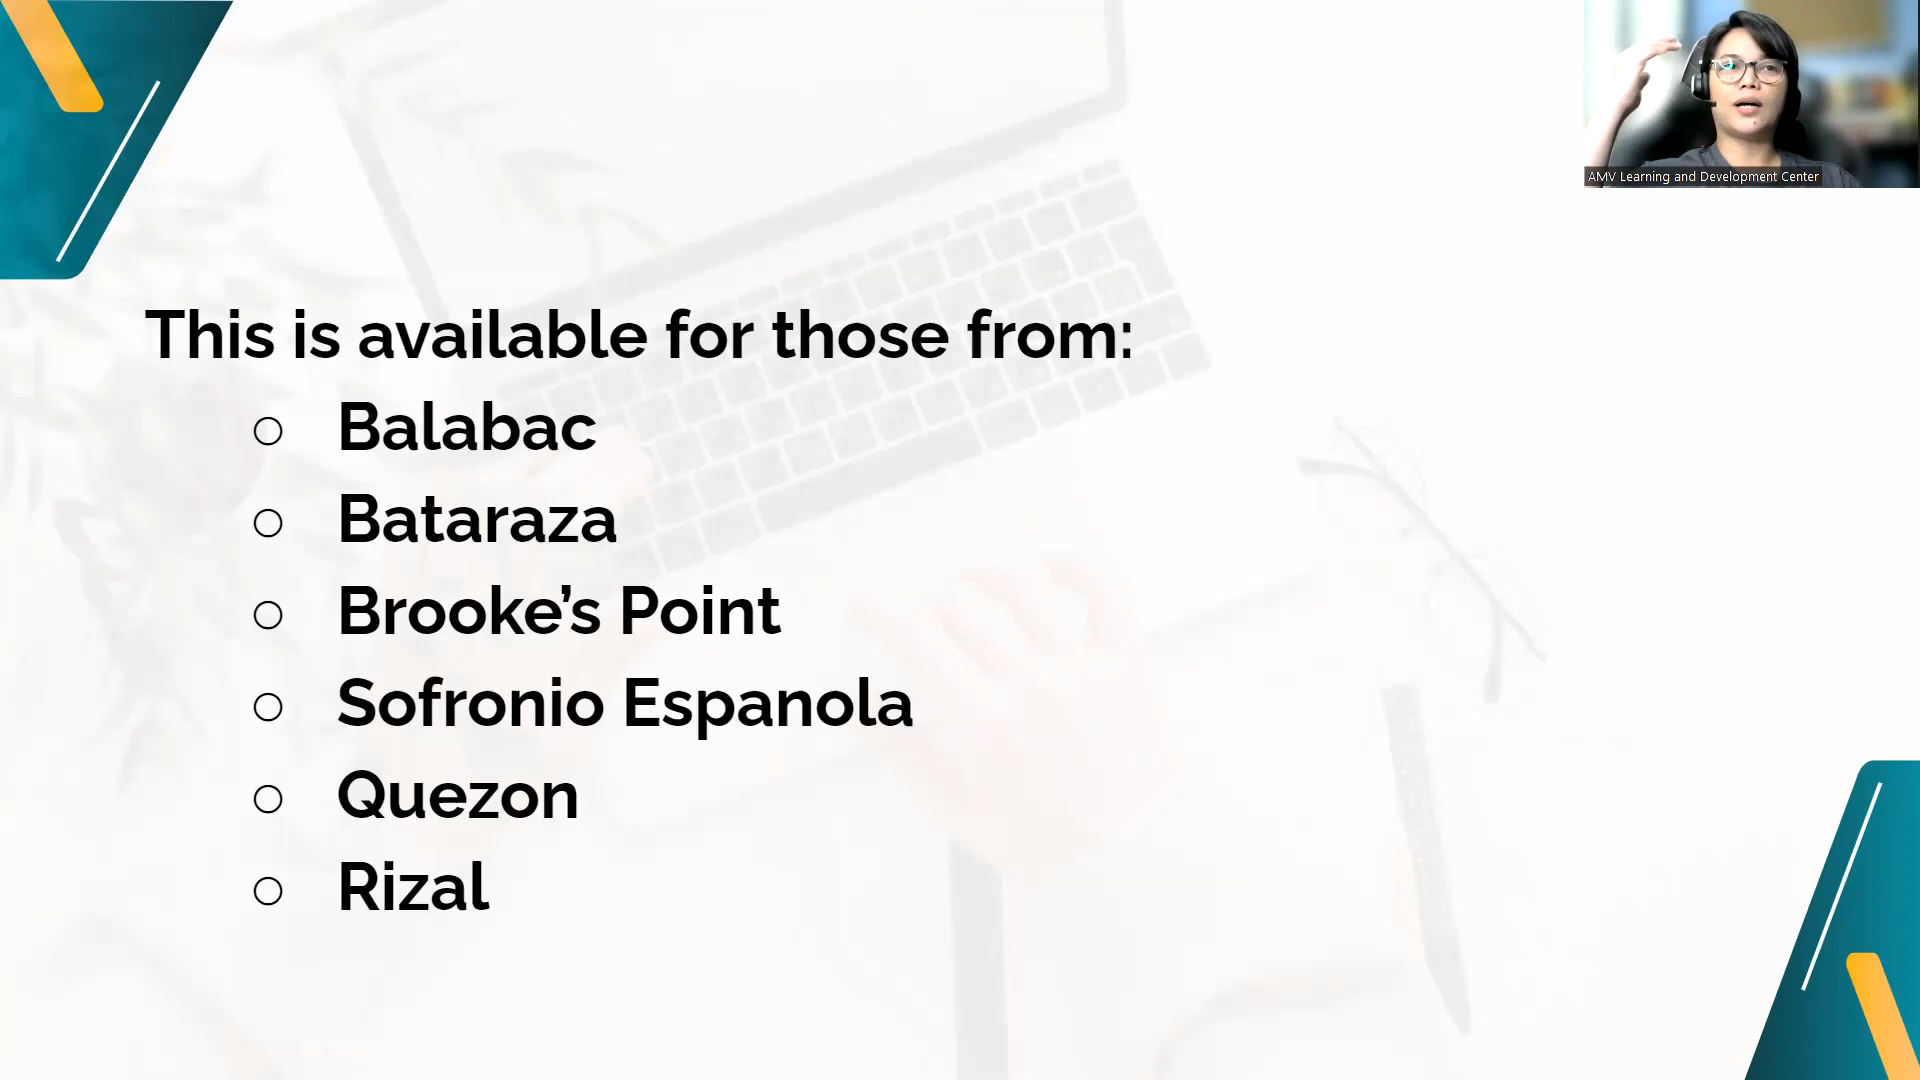 AMV Learning and Development Center
This is available for those from:
○ Balabac
○ Bataraza
○ Brooke’s Point
○ Sofronio Espanola
○ Quezon
○ Rizal